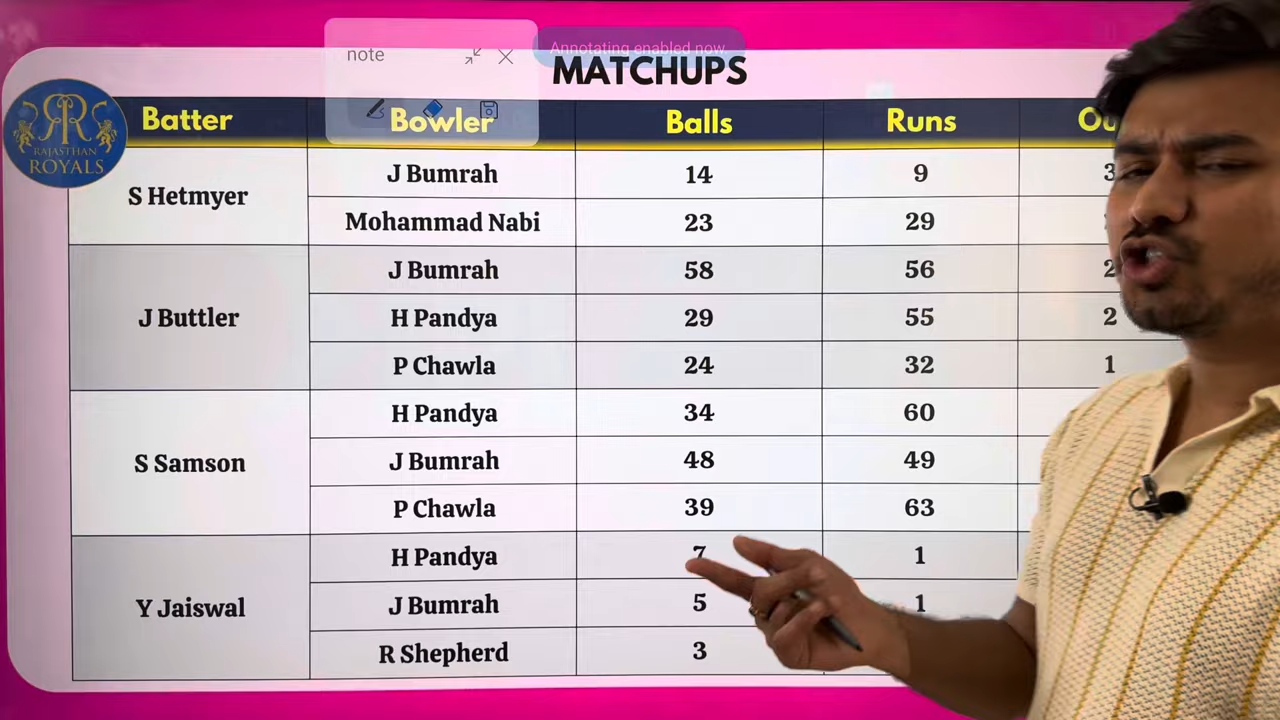 note
Annotating enabled now
MATCHUPS
RAJASTHAN
ROYALS
Batter Bowler Balls Runs
S Hetmyer
J Bumrah 14 9 3
Mohammad Nabi 23 29
J Buttler
J Bumrah 58 56 2
H Pandya 29 55 2
P Chawla 24 32 1
S Samson
H Pandya 34 60
J Bumrah 48 49
P Chawla 39 63
Y Jaiswal
H Pandya 7 1
J Bumrah 5 1
R Shepherd 3